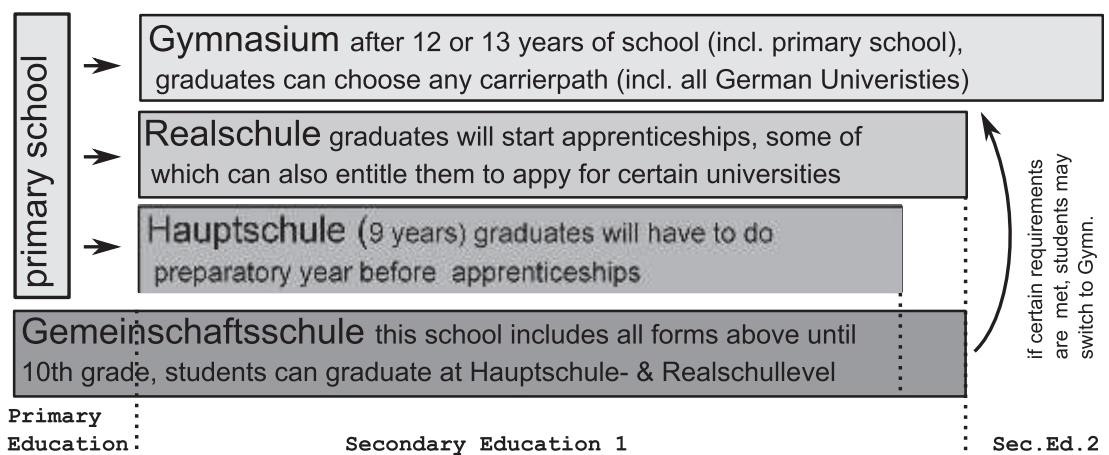 primary school
Gymnasium after 12 or 13 years of school (incl. primary school),
graduates can choose any carrierpath (incl. all German Univeristies)
Realschule graduates will start apprenticeships, some of
which can also entitle them to appy for certain universities
Hauptschule (9 years) graduates will have to do
preparatory year before apprenticeships
Gemeinschaftsschule this school includes all forms above until
10th grade, students can graduate at Hauptschule- & Realschullevel
if certain requirements
are met, students may
switch to Gymn.
Primary
Education
Secondary Education 1
Sec.Ed.2